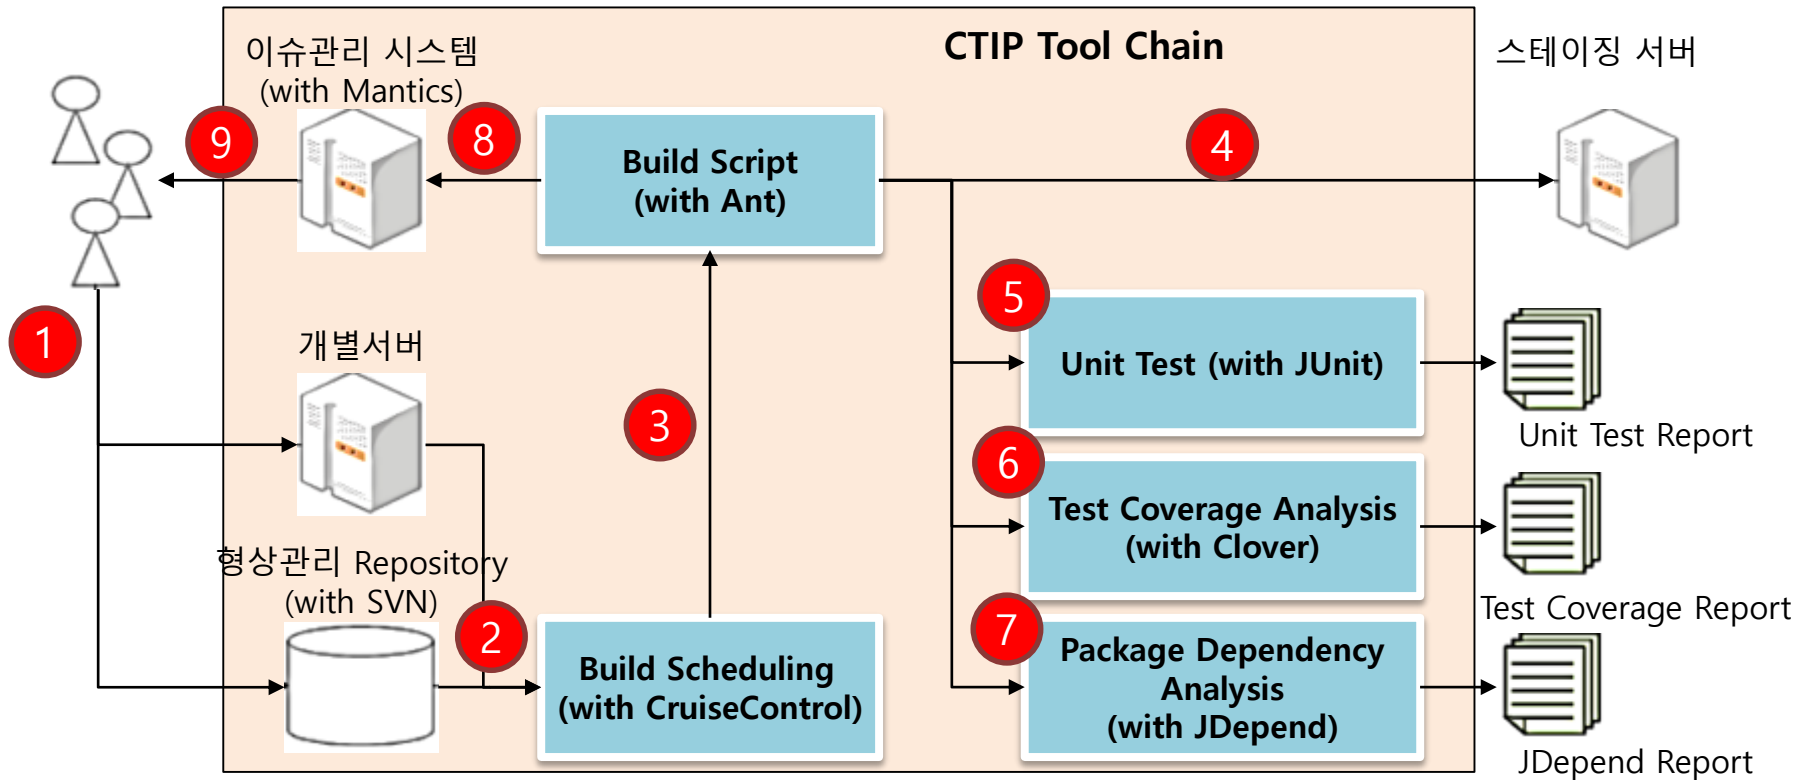 CTIP Tool Chain
이슈관리 시스템
(with Mantics)
스테이징 서버
9
8
Build Script
(with Ant)
4
1
개별서버
3
5
Unit Test (with JUnit)
Unit Test Report
6
Test Coverage Analysis
(with Clover)
Test Coverage Report
형상관리 Repository
(with SVN)
2
Build Scheduling
(with CruiseControl)
7
Package Dependency
Analysis
(with JDepend)
JDepend Report